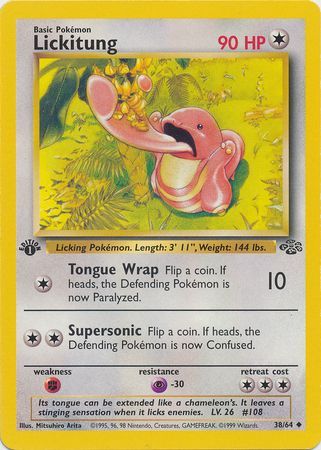 Basic Pokémon
Lickitung 90 HP
EDITION
1
Licking Pokémon. Length: 3' 11", Weight: 144 lbs.
Tongue Wrap Flip a coin. If
heads, the Defending Pokémon is
now Paralyzed.
10
Supersonic Flip a coin. If heads, the
Defending Pokémon is now Confused.
weakness resistance retreat cost
-30
Its tongue can be extended like a chameleon's. It leaves a
stinging sensation when it licks enemies. LV. 26 #108
Illus. Mitsuhiro Arita ©1995, 96, 98 Nintendo, Creatures, GAMEFREAK. ©1999 Wizards. 38/64